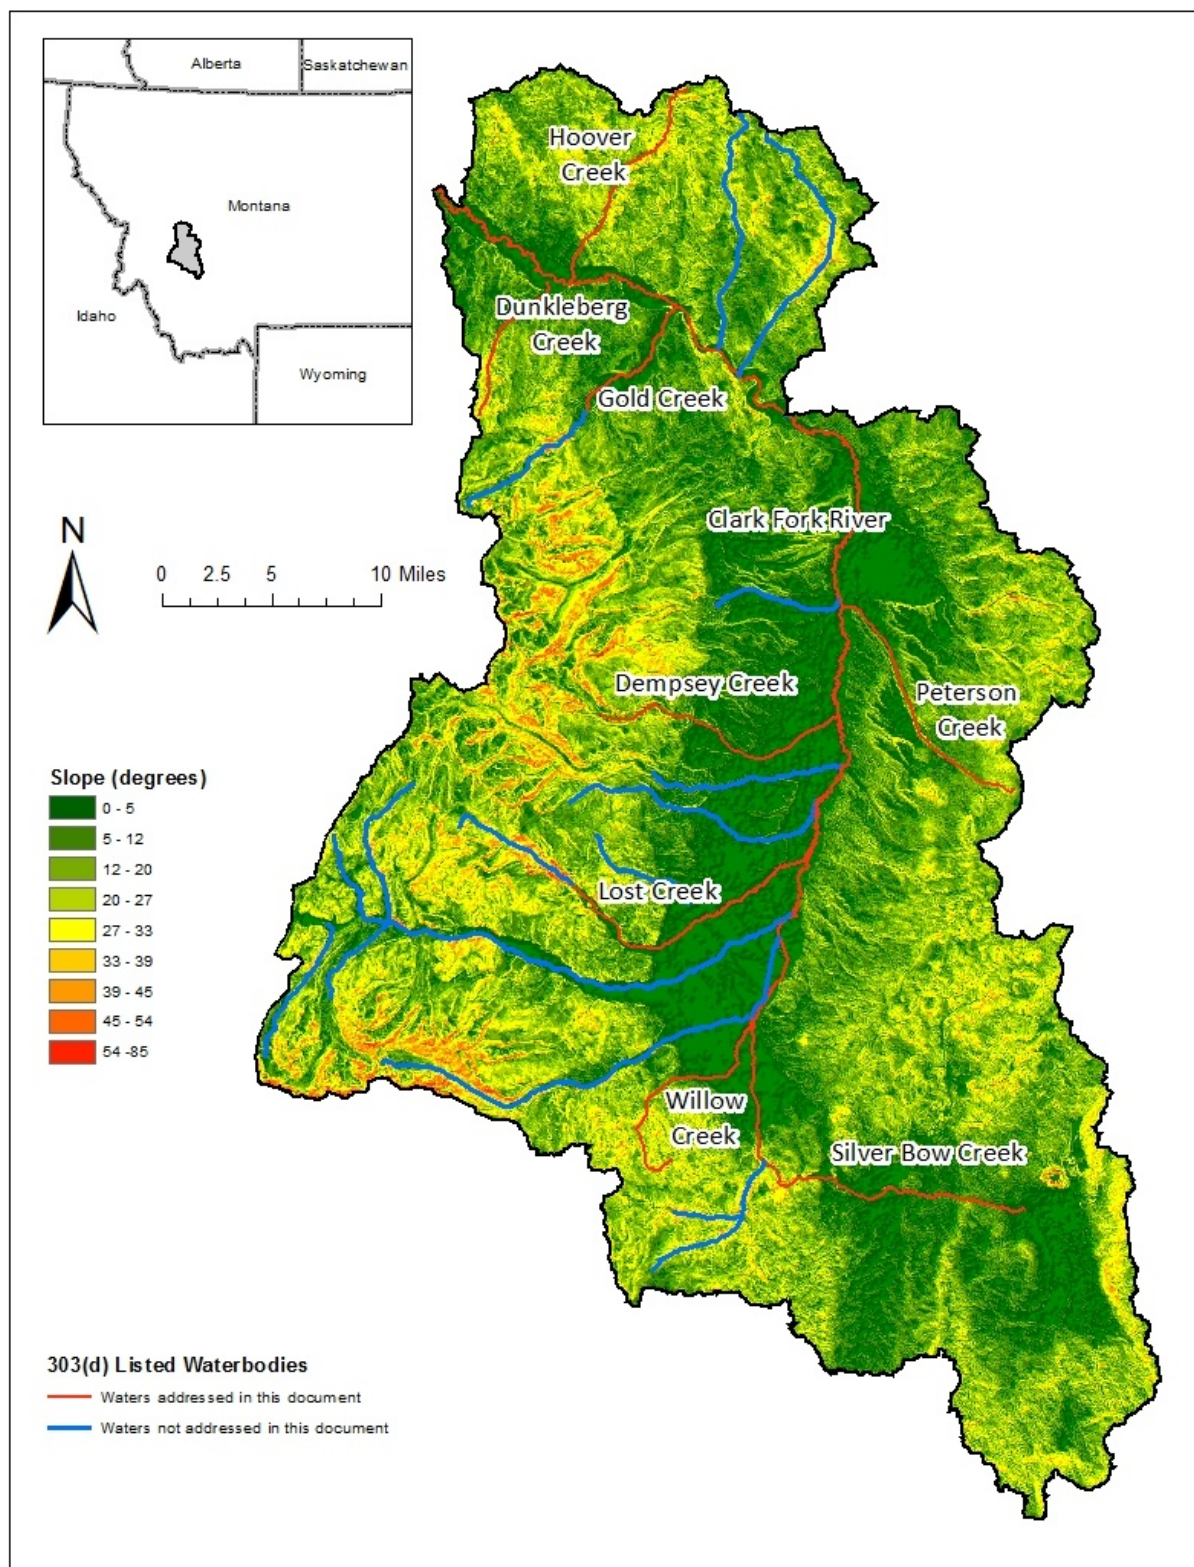 Alberta
Saskatchewan
Montana
Idaho
Wyoming
Hoover
Creek
Dunkleberg
Creek
Gold Creek
N
0 2.5 5 10 Miles
Clark Fork River
Dempsey Creek
Peterson
Creek
Lost Creek
Willow
Creek
Silver Bow Creek
Slope (degrees)
0 - 5
5 - 12
12 - 20
20 - 27
27 - 33
33 - 39
39 - 45
45 - 54
54 -85
303(d) Listed Waterbodies
Waters addressed in this document
Waters not addressed in this document